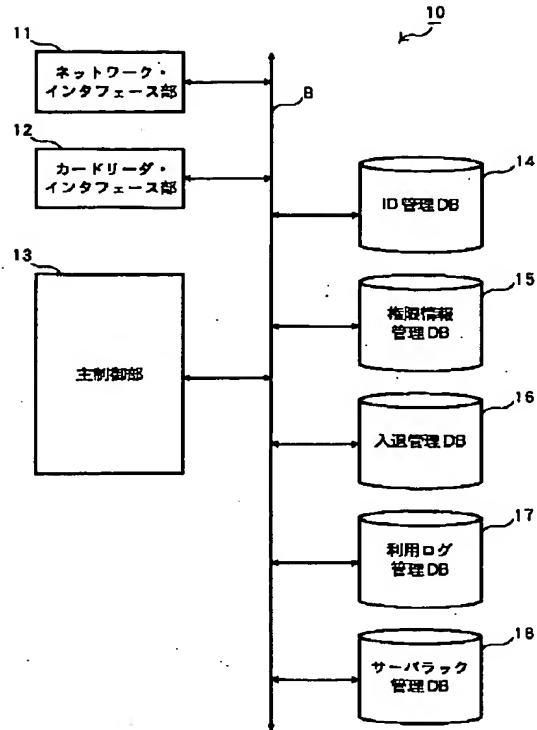 10
11
ネットワーク・
インタフェース部
B
12
カードリーダ・
インタフェース部
14
ID管理DB
13
主制御部
15
権限情報
管理DB
16
入退管理DB
17
利用ログ
管理DB
18
サーバラック
管理DB